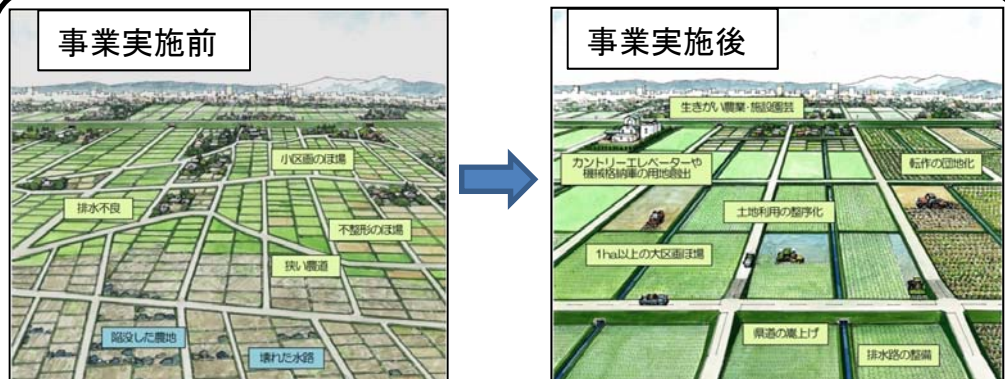 事業実施前
小区画のほ場
排水不良
不整形のほ場
狭い農道
陥没した農地
壊れた水路
事業実施後
生きがい農業・施設園芸
カントリーエレベーターや
機械格納庫の用地創出
転作の団地化
土地利用の整序化
1ha以上の大区画ほ場
県道の嵩上げ
排水路の整備